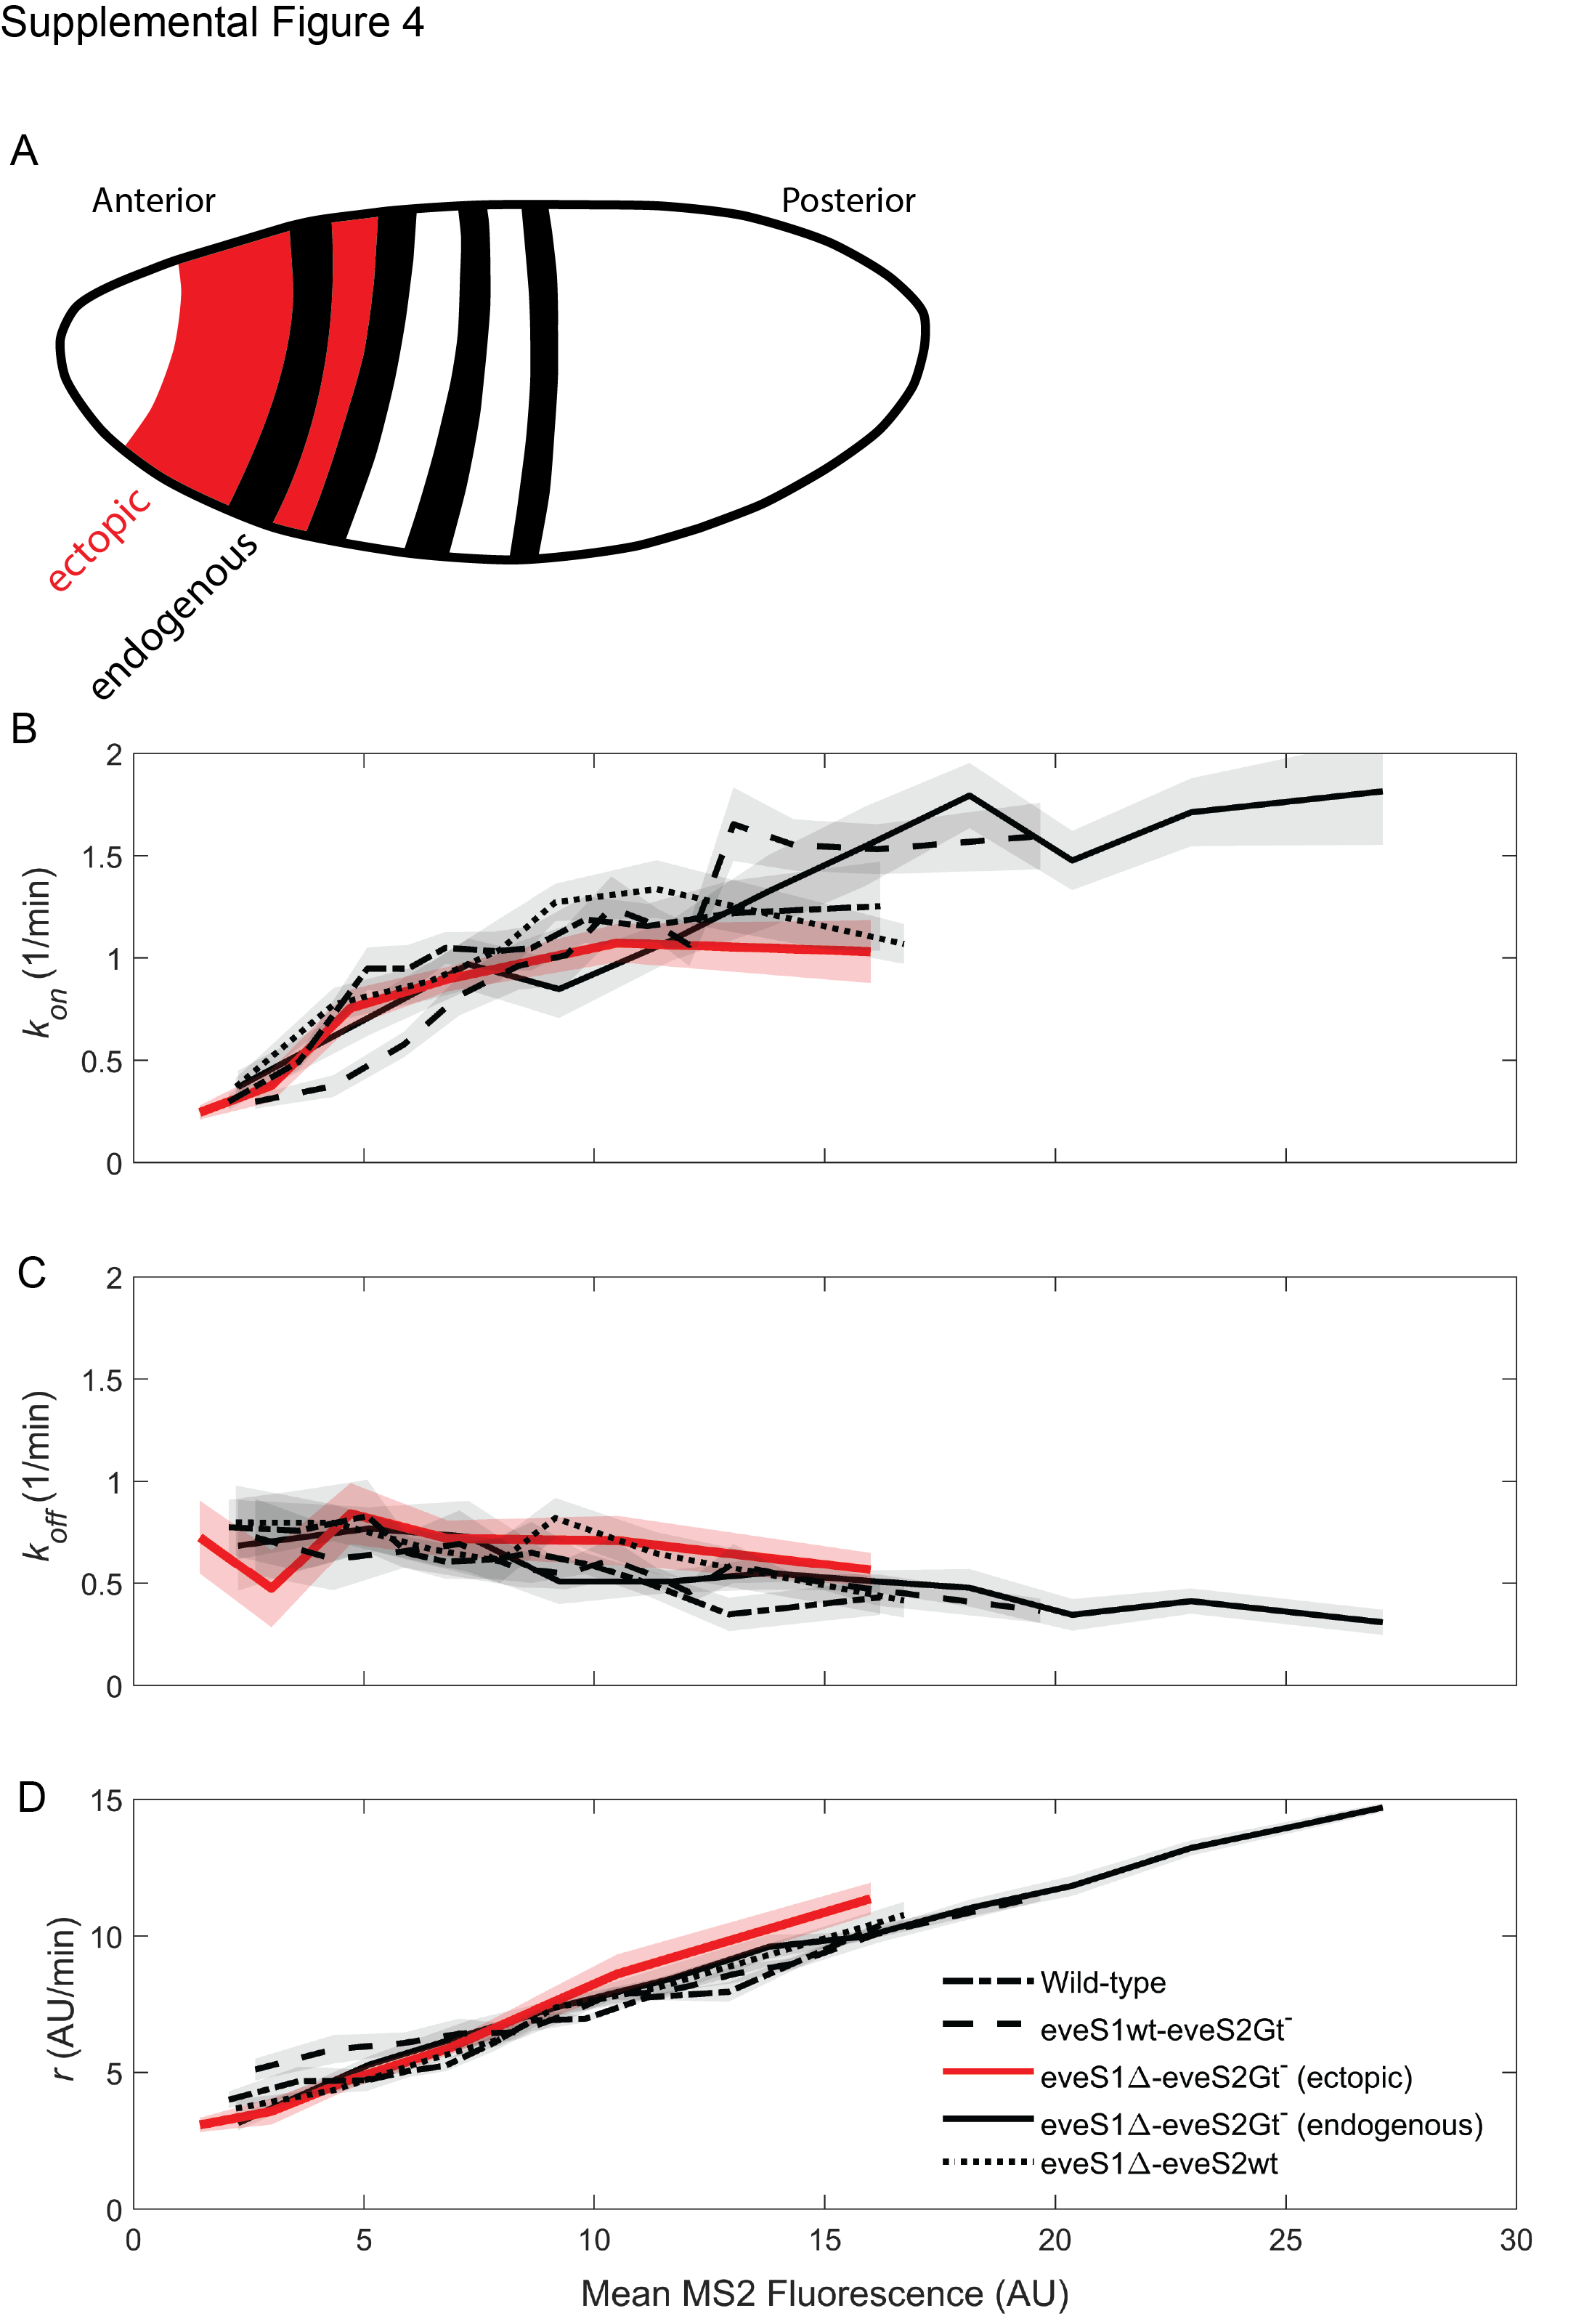 Supplemental Figure 4
A
Anterior
Posterior
ectopic
endogenous
B
2
1.5
1
0.5
0
k_on (1/min)
C
2
1.5
1
0.5
0
k_off (1/min)
D
15
10
5
0
r (AU/min)
Wild-type
eveS1wt-eveS2Gt⁻
eveS1Δ-eveS2Gt⁻ (ectopic)
eveS1Δ-eveS2Gt⁻ (endogenous)
eveS1Δ-eveS2wt
0 5 10 15 20 25 30
Mean MS2 Fluorescence (AU)